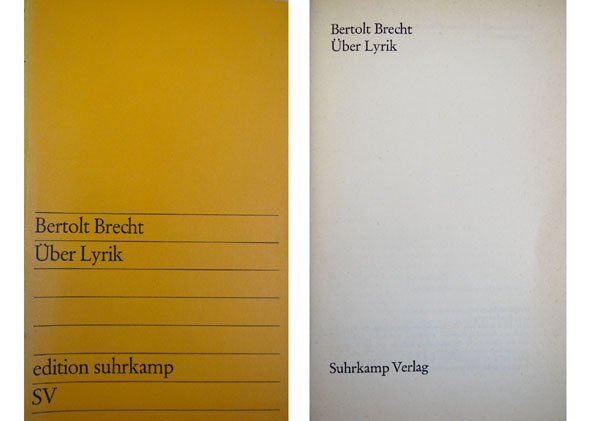 Bertolt Brecht
Über Lyrik
edition suhrkamp
SV
Bertolt Brecht
Über Lyrik
Suhrkamp Verlag